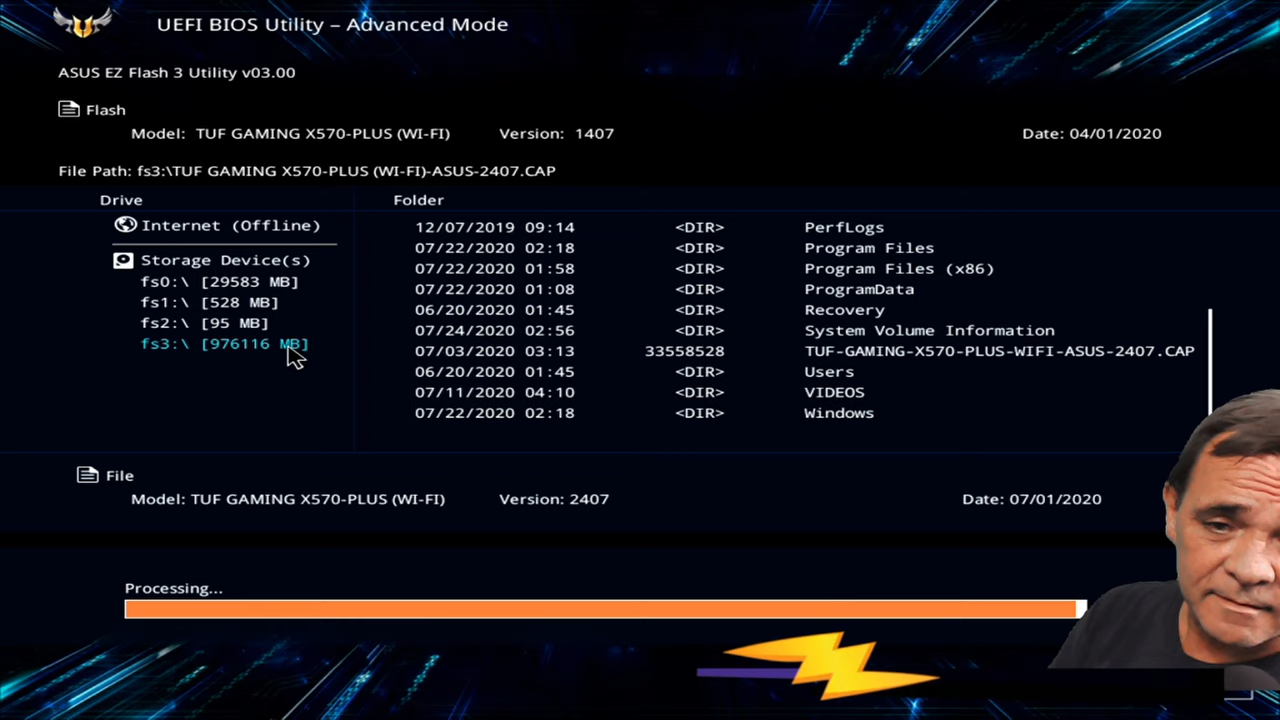 UEFI BIOS Utility – Advanced Mode
ASUS EZ Flash 3 Utility v03.00
Flash
Model: TUF GAMING X570-PLUS (WI-FI) Version: 1407 Date: 04/01/2020
File Path: fs3:\TUF GAMING X570-PLUS (WI-FI)-ASUS-2407.CAP
Drive Folder
Internet (Offline)
Storage Device(s)
fs0:\ [29583 MB]
fs1:\ [528 MB]
fs2:\ [95 MB]
fs3:\ [976116 MB]
12/07/2019 09:14 <DIR> PerfLogs
07/22/2020 02:18 <DIR> Program Files
07/22/2020 01:58 <DIR> Program Files (x86)
07/22/2020 01:08 <DIR> ProgramData
06/20/2020 01:45 <DIR> Recovery
07/24/2020 02:56 <DIR> System Volume Information
07/03/2020 03:13 33558528 TUF-GAMING-X570-PLUS-WIFI-ASUS-2407.CAP
06/20/2020 01:45 <DIR> Users
07/11/2020 04:10 <DIR> VIDEOS
07/22/2020 02:18 <DIR> Windows
File
Model: TUF GAMING X570-PLUS (WI-FI) Version: 2407 Date: 07/01/2020
Processing...